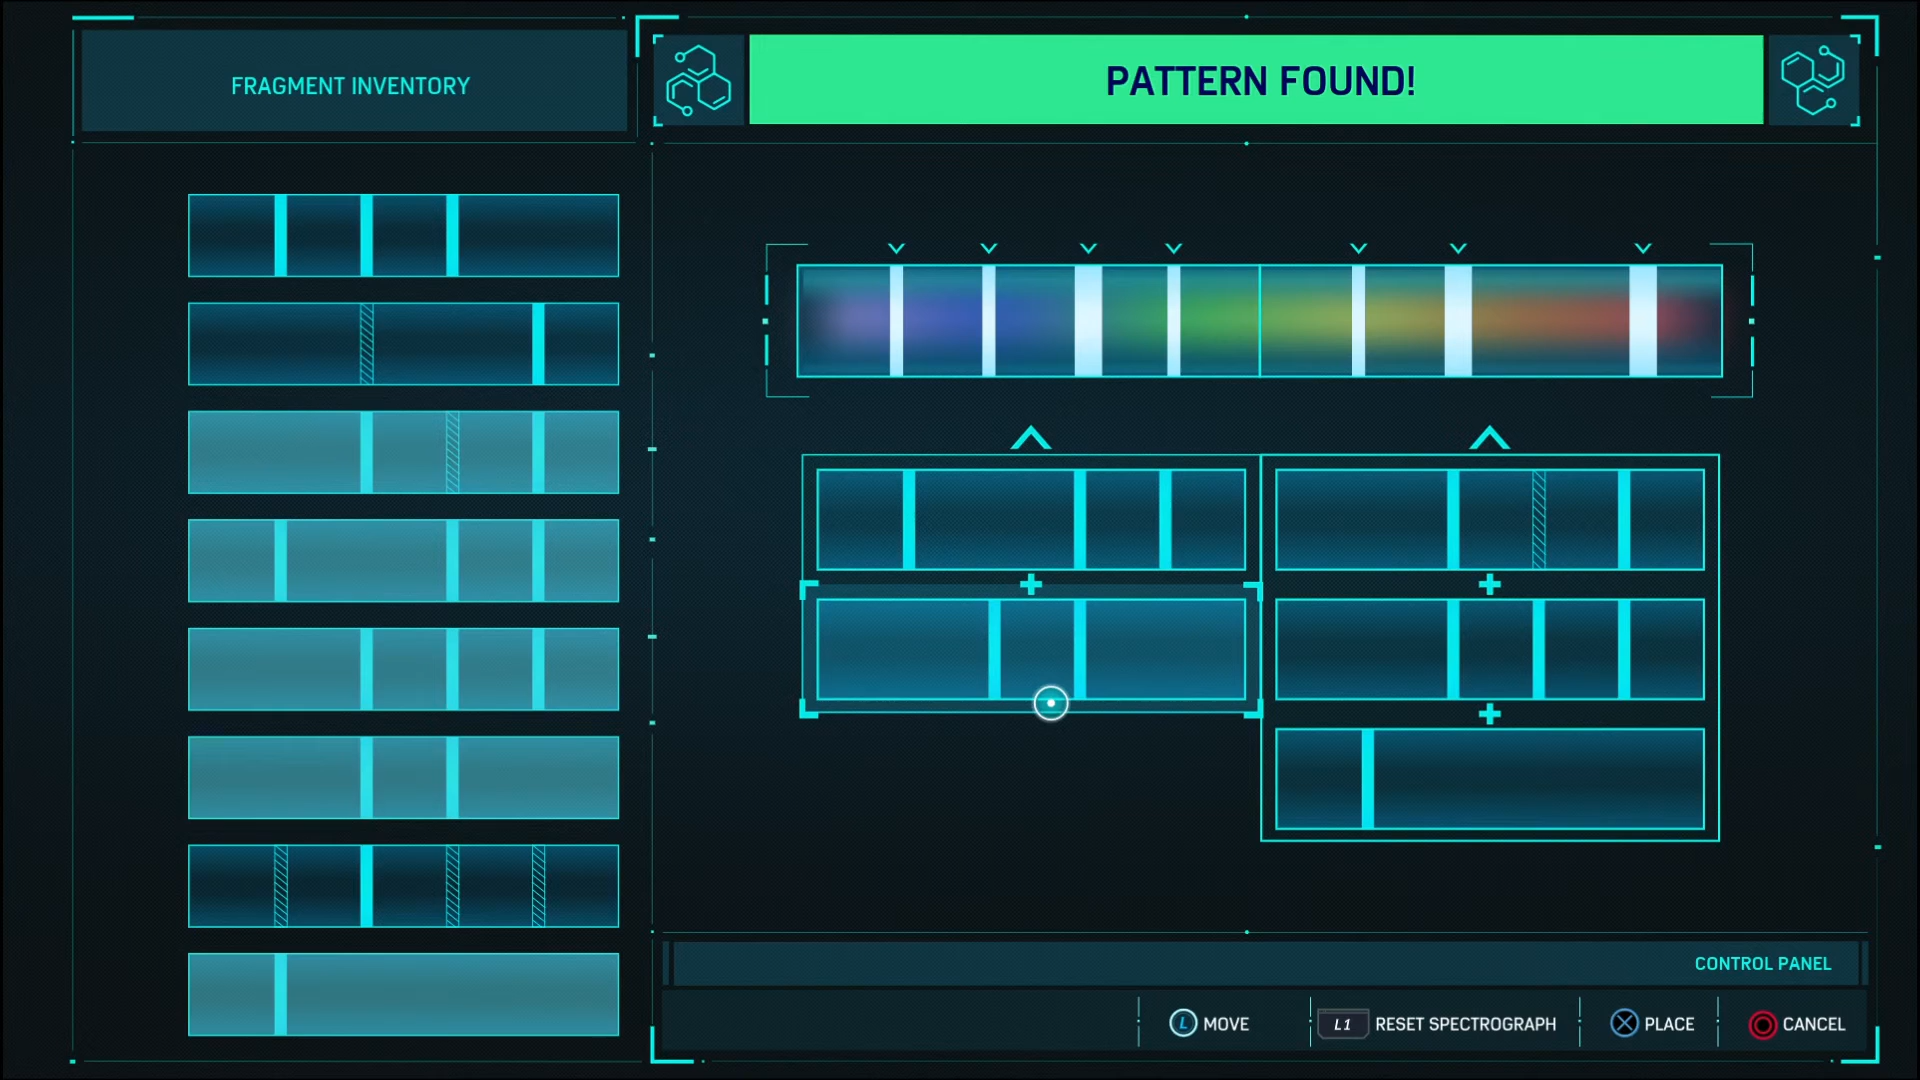 FRAGMENT INVENTORY
PATTERN FOUND!
CONTROL PANEL
L MOVE
L1 RESET SPECTROGRAPH
PLACE
CANCEL